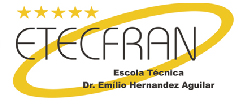 ETECFRAN
Escola Técnica
Dr. Emílio Hernandez Aguilar